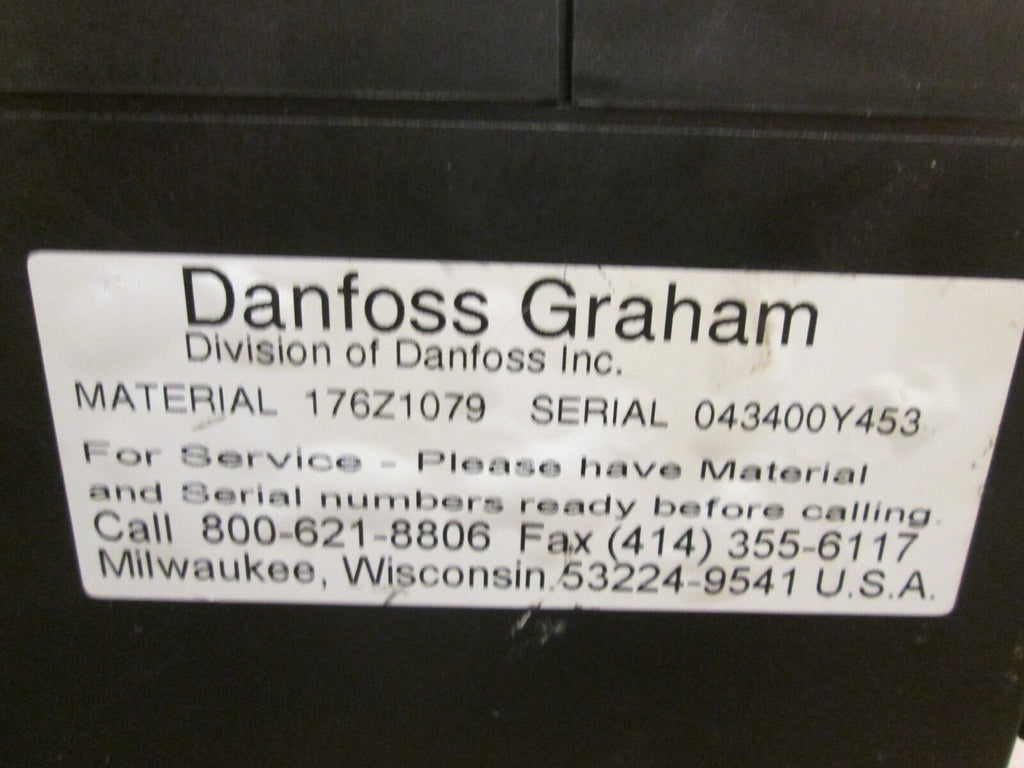 Danfoss Graham
Division of Danfoss Inc.
MATERIAL 176Z1079 SERIAL 043400Y453
For Service - Please have Material
and Serial numbers ready before calling.
Call 800-621-8806 Fax (414) 355-6117
Milwaukee, Wisconsin. 53224-9541 U.S.A.